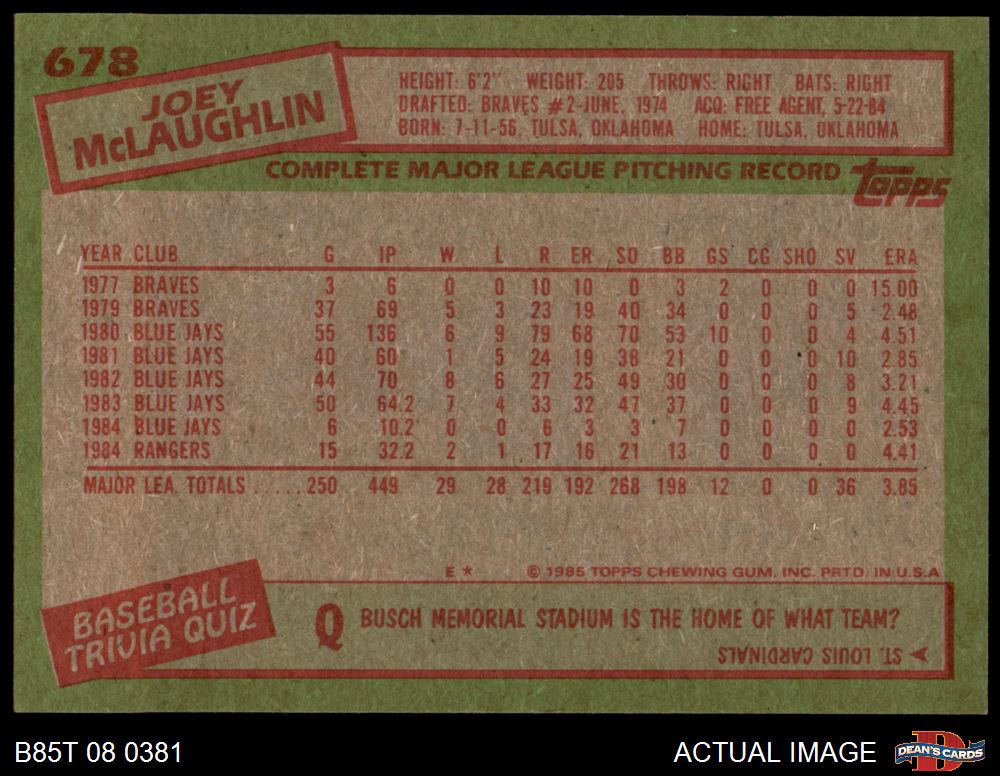 678
JOEY
McLAUGHLIN
HEIGHT: 6'2" WEIGHT: 205 THROWS: RIGHT BATS: RIGHT
DRAFTED: BRAVES #2-JUNE, 1974 ACQ: FREE AGENT, 5-22-84
BORN: 7-11-56, TULSA, OKLAHOMA HOME: TULSA, OKLAHOMA
COMPLETE MAJOR LEAGUE PITCHING RECORD topps
YEAR CLUB G IP W L R ER SO BB GS CG SHO SV ERA
1977 BRAVES 3 6 0 0 10 10 0 3 2 0 0 0 15.00
1979 BRAVES 37 69 5 3 23 19 40 34 0 0 0 5 2.48
1980 BLUE JAYS 55 136 6 9 79 68 70 53 10 0 0 4 4.51
1981 BLUE JAYS 40 60 1 5 24 19 38 21 0 0 0 10 2.85
1982 BLUE JAYS 44 70 8 6 27 25 49 30 0 0 0 8 3.21
1983 BLUE JAYS 50 64.2 7 4 33 32 47 37 0 0 0 9 4.45
1984 BLUE JAYS 6 10.2 0 0 6 3 3 7 0 0 0 0 2.53
1984 RANGERS 15 32.2 2 1 17 16 21 13 0 0 0 0 4.41
MAJOR LEA. TOTALS .....250 449 29 28 219 192 268 198 12 0 0 36 3.85
E * © 1985 TOPPS CHEWING GUM, INC. PRTD. IN U.S.A
BASEBALL
TRIVIA QUIZ
Q BUSCH MEMORIAL STADIUM IS THE HOME OF WHAT TEAM?
ST. LOUIS CARDINALS
B85T 08 0381 ACTUAL IMAGE DEAN'S CARDS